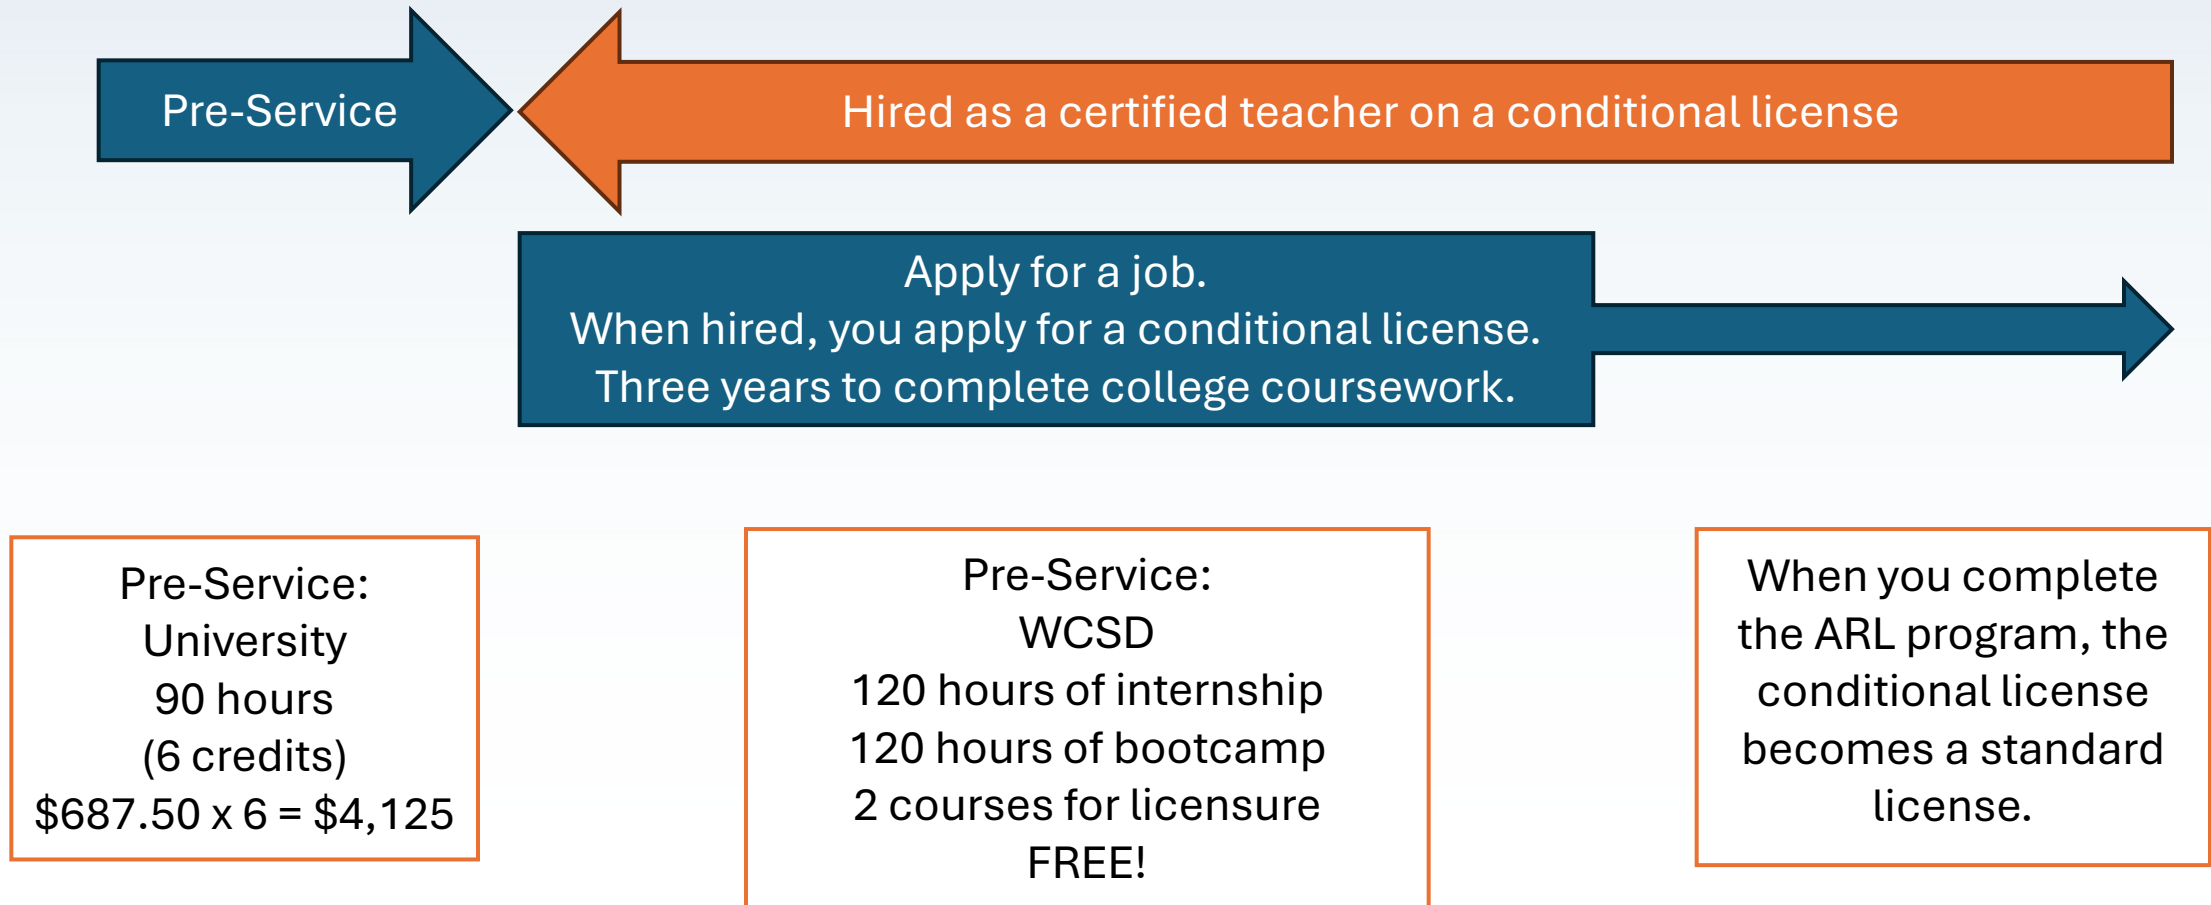 Pre-Service
Hired as a certified teacher on a conditional license
Apply for a job.
When hired, you apply for a conditional license.
Three years to complete college coursework.
Pre-Service:
University
90 hours
(6 credits)
$687.50 x 6 = $4,125
Pre-Service:
WCSD
120 hours of internship
120 hours of bootcamp
2 courses for licensure
FREE!
When you complete
the ARL program, the
conditional license
becomes a standard
license.